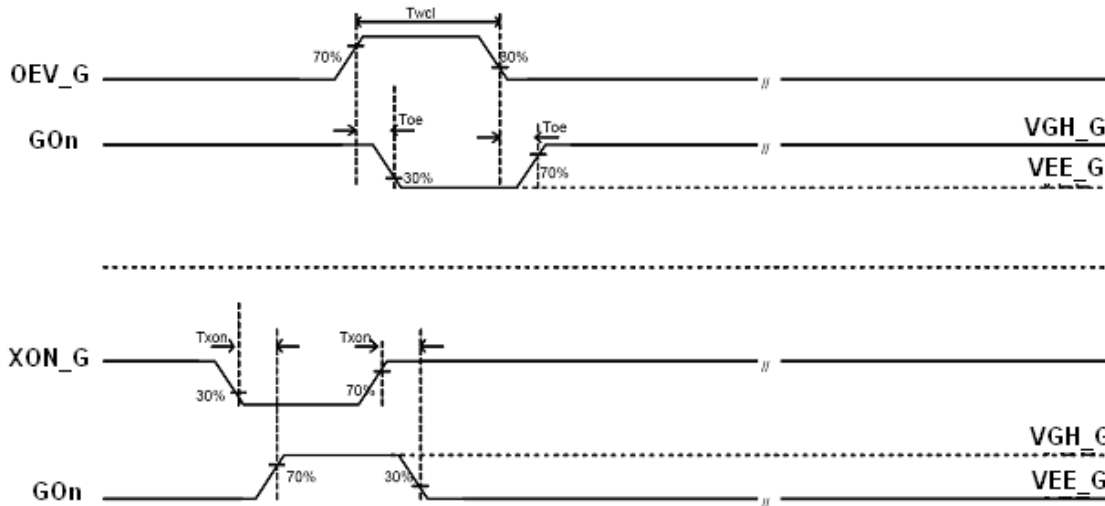 Twcl
70%
30%
OEV_G
Toe
Toe
GOn
VGH_G
30%
70%
VEE_G
Txon
Txon
XON_G
30%
70%
VGH_G
70%
30%
GOn
VEE_G